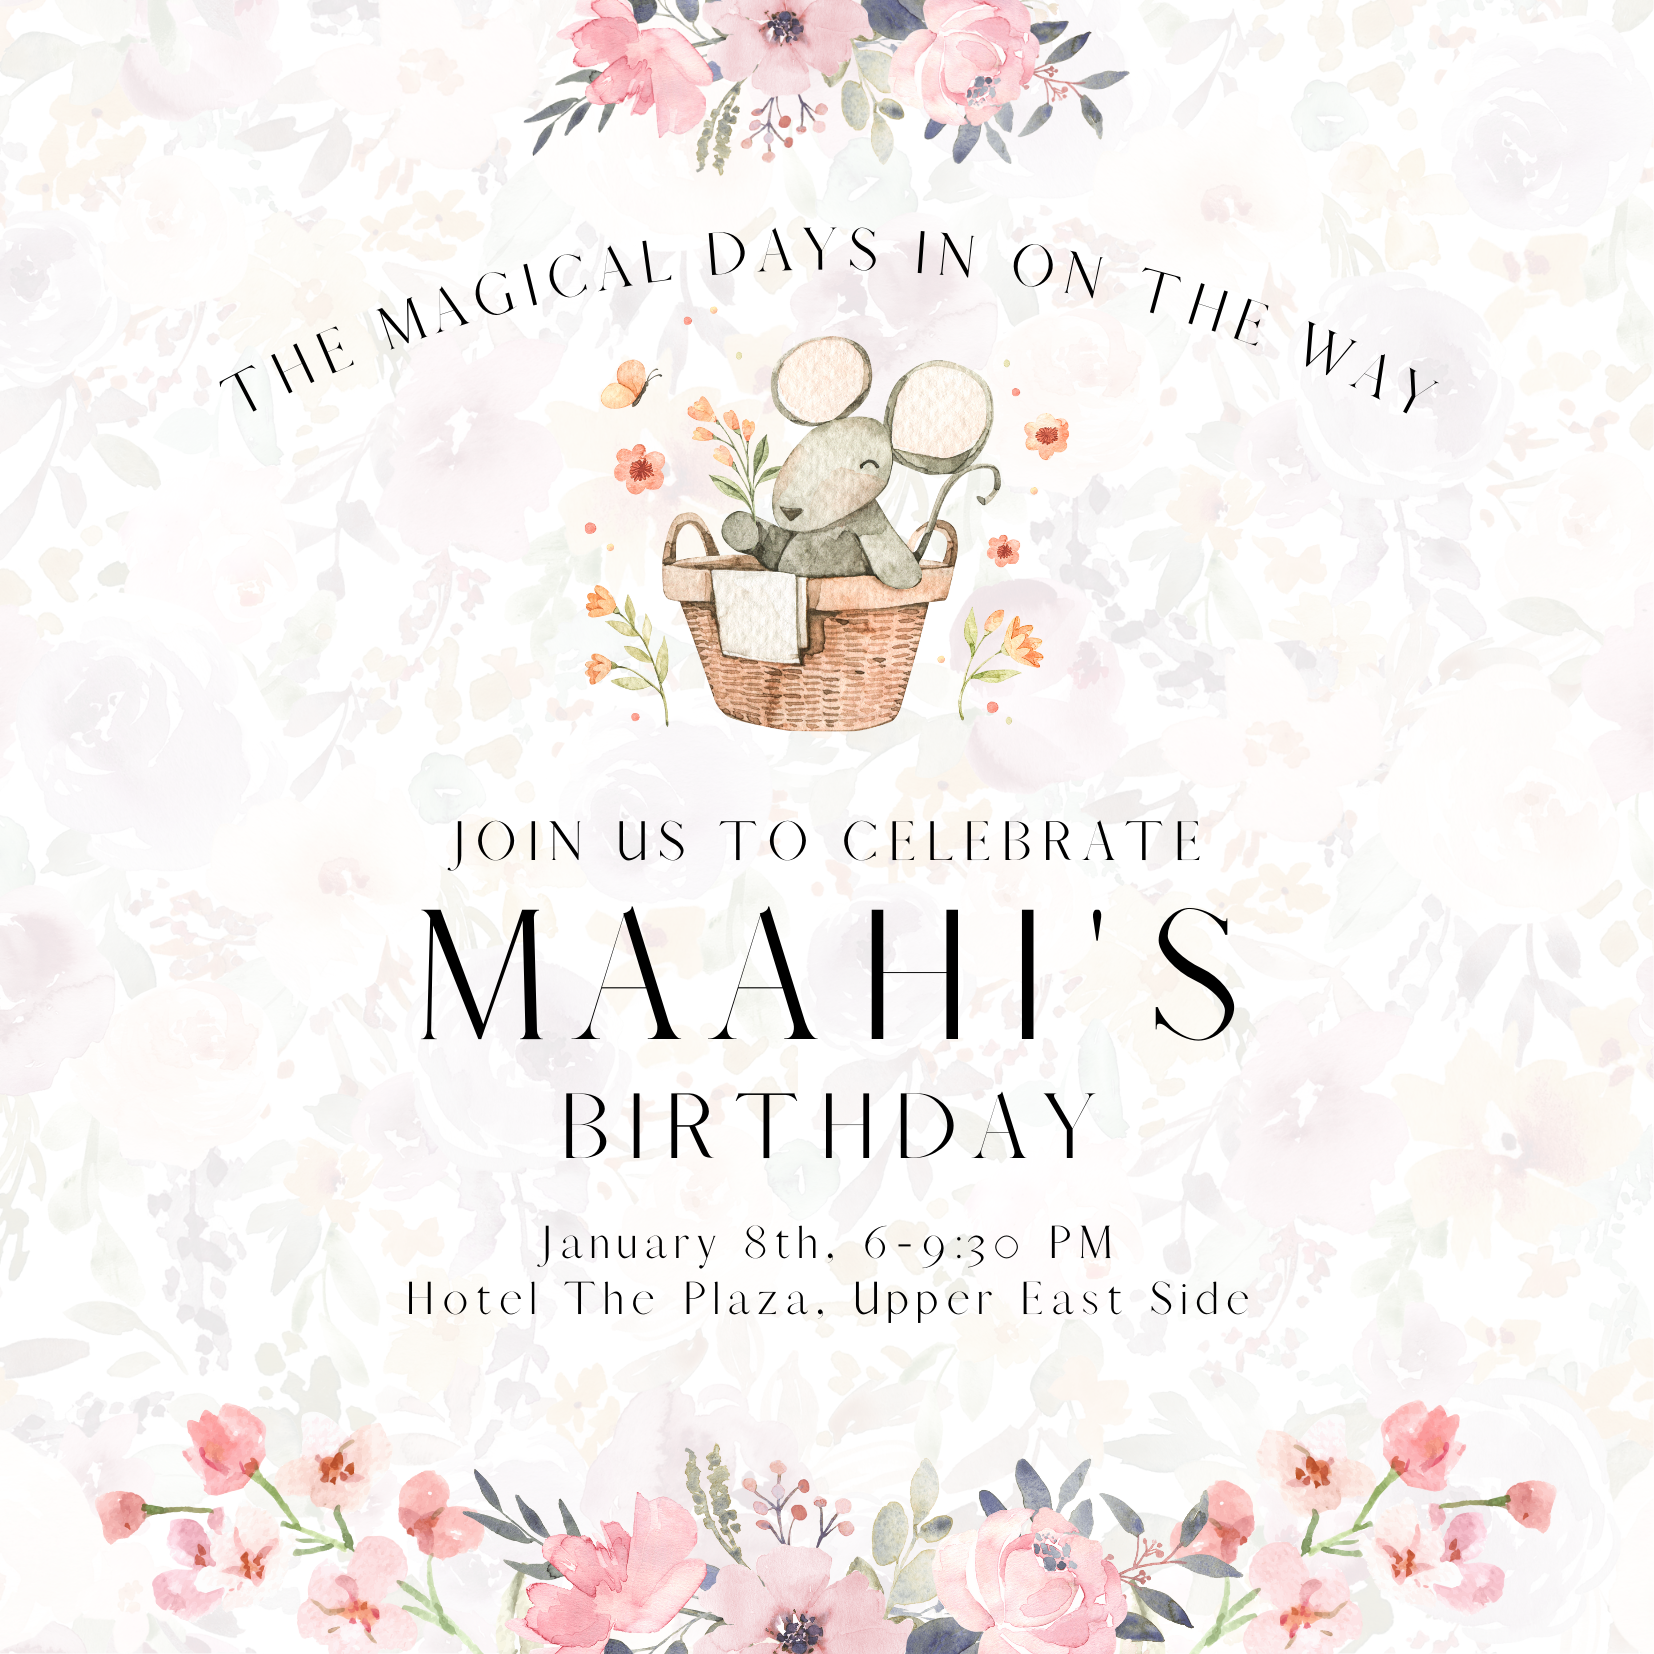 THE MAGICAL DAYS IN ON THE WAY
JOIN US TO CELEBRATE
MAAHI'S
BIRTHDAY
January 8th, 6-9:30 PM
Hotel The Plaza, Upper East Side